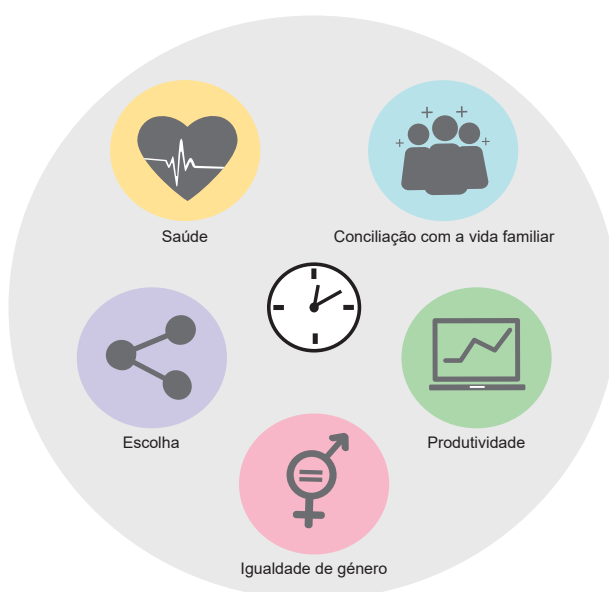 Saúde
Conciliação com a vida familiar
Escolha
Produtividade
Igualdade de género